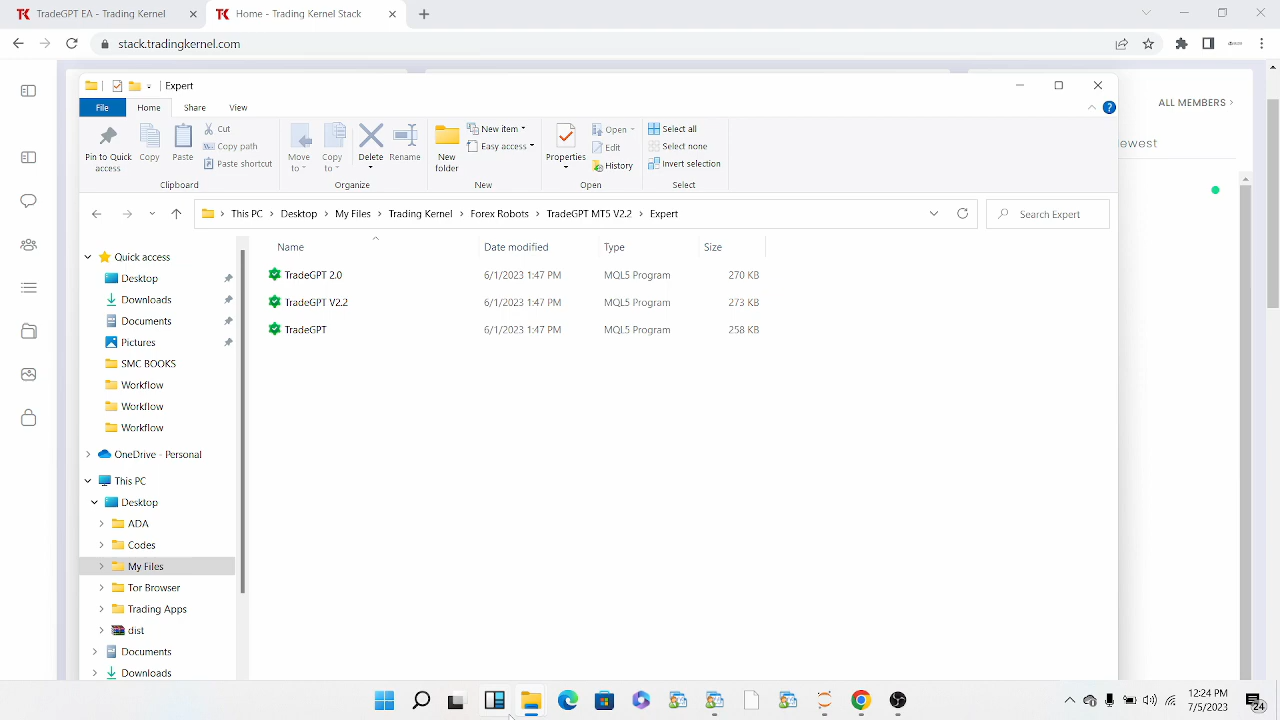 TradeGPT EA - Trading Kernel
Home - Trading Kernel Stack
stack.tradingkernel.com
ALL MEMBERS
ewest
Expert
File Home Share View
Pin to Quick access
Copy
Paste
Cut
Copy path
Paste shortcut
Clipboard
Move to
Copy to
Delete
Rename
Organize
New folder
New item
Easy access
New
Properties
Open
Edit
History
Open
Select all
Select none
Invert selection
Select
This PC > Desktop > My Files > Trading Kernel > Forex Robots > TradeGPT MT5 V2.2 > Expert
Search Expert
Name Date modified Type Size
TradeGPT 2.0 6/1/2023 1:47 PM MQL5 Program 270 KB
TradeGPT V2.2 6/1/2023 1:47 PM MQL5 Program 273 KB
TradeGPT 6/1/2023 1:47 PM MQL5 Program 258 KB
Quick access
Desktop
Downloads
Documents
Pictures
SMC BOOKS
Workflow
Workflow
Workflow
OneDrive - Personal
This PC
Desktop
ADA
Codes
My Files
Tor Browser
Trading Apps
dist
Documents
Downloads
12:24 PM
7/5/2023
24